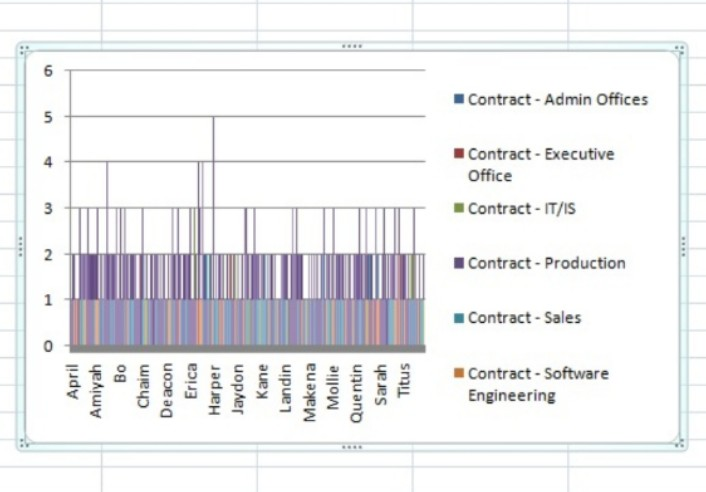 6
5
4
3
2
1
0
April
Amiyah
Bo
Chaim
Deacon
Erica
Harper
Jaydon
Kane
Landin
Makena
Mollie
Quentin
Sarah
Titus
Contract - Admin Offices
Contract - Executive
Office
Contract - IT/IS
Contract - Production
Contract - Sales
Contract - Software
Engineering